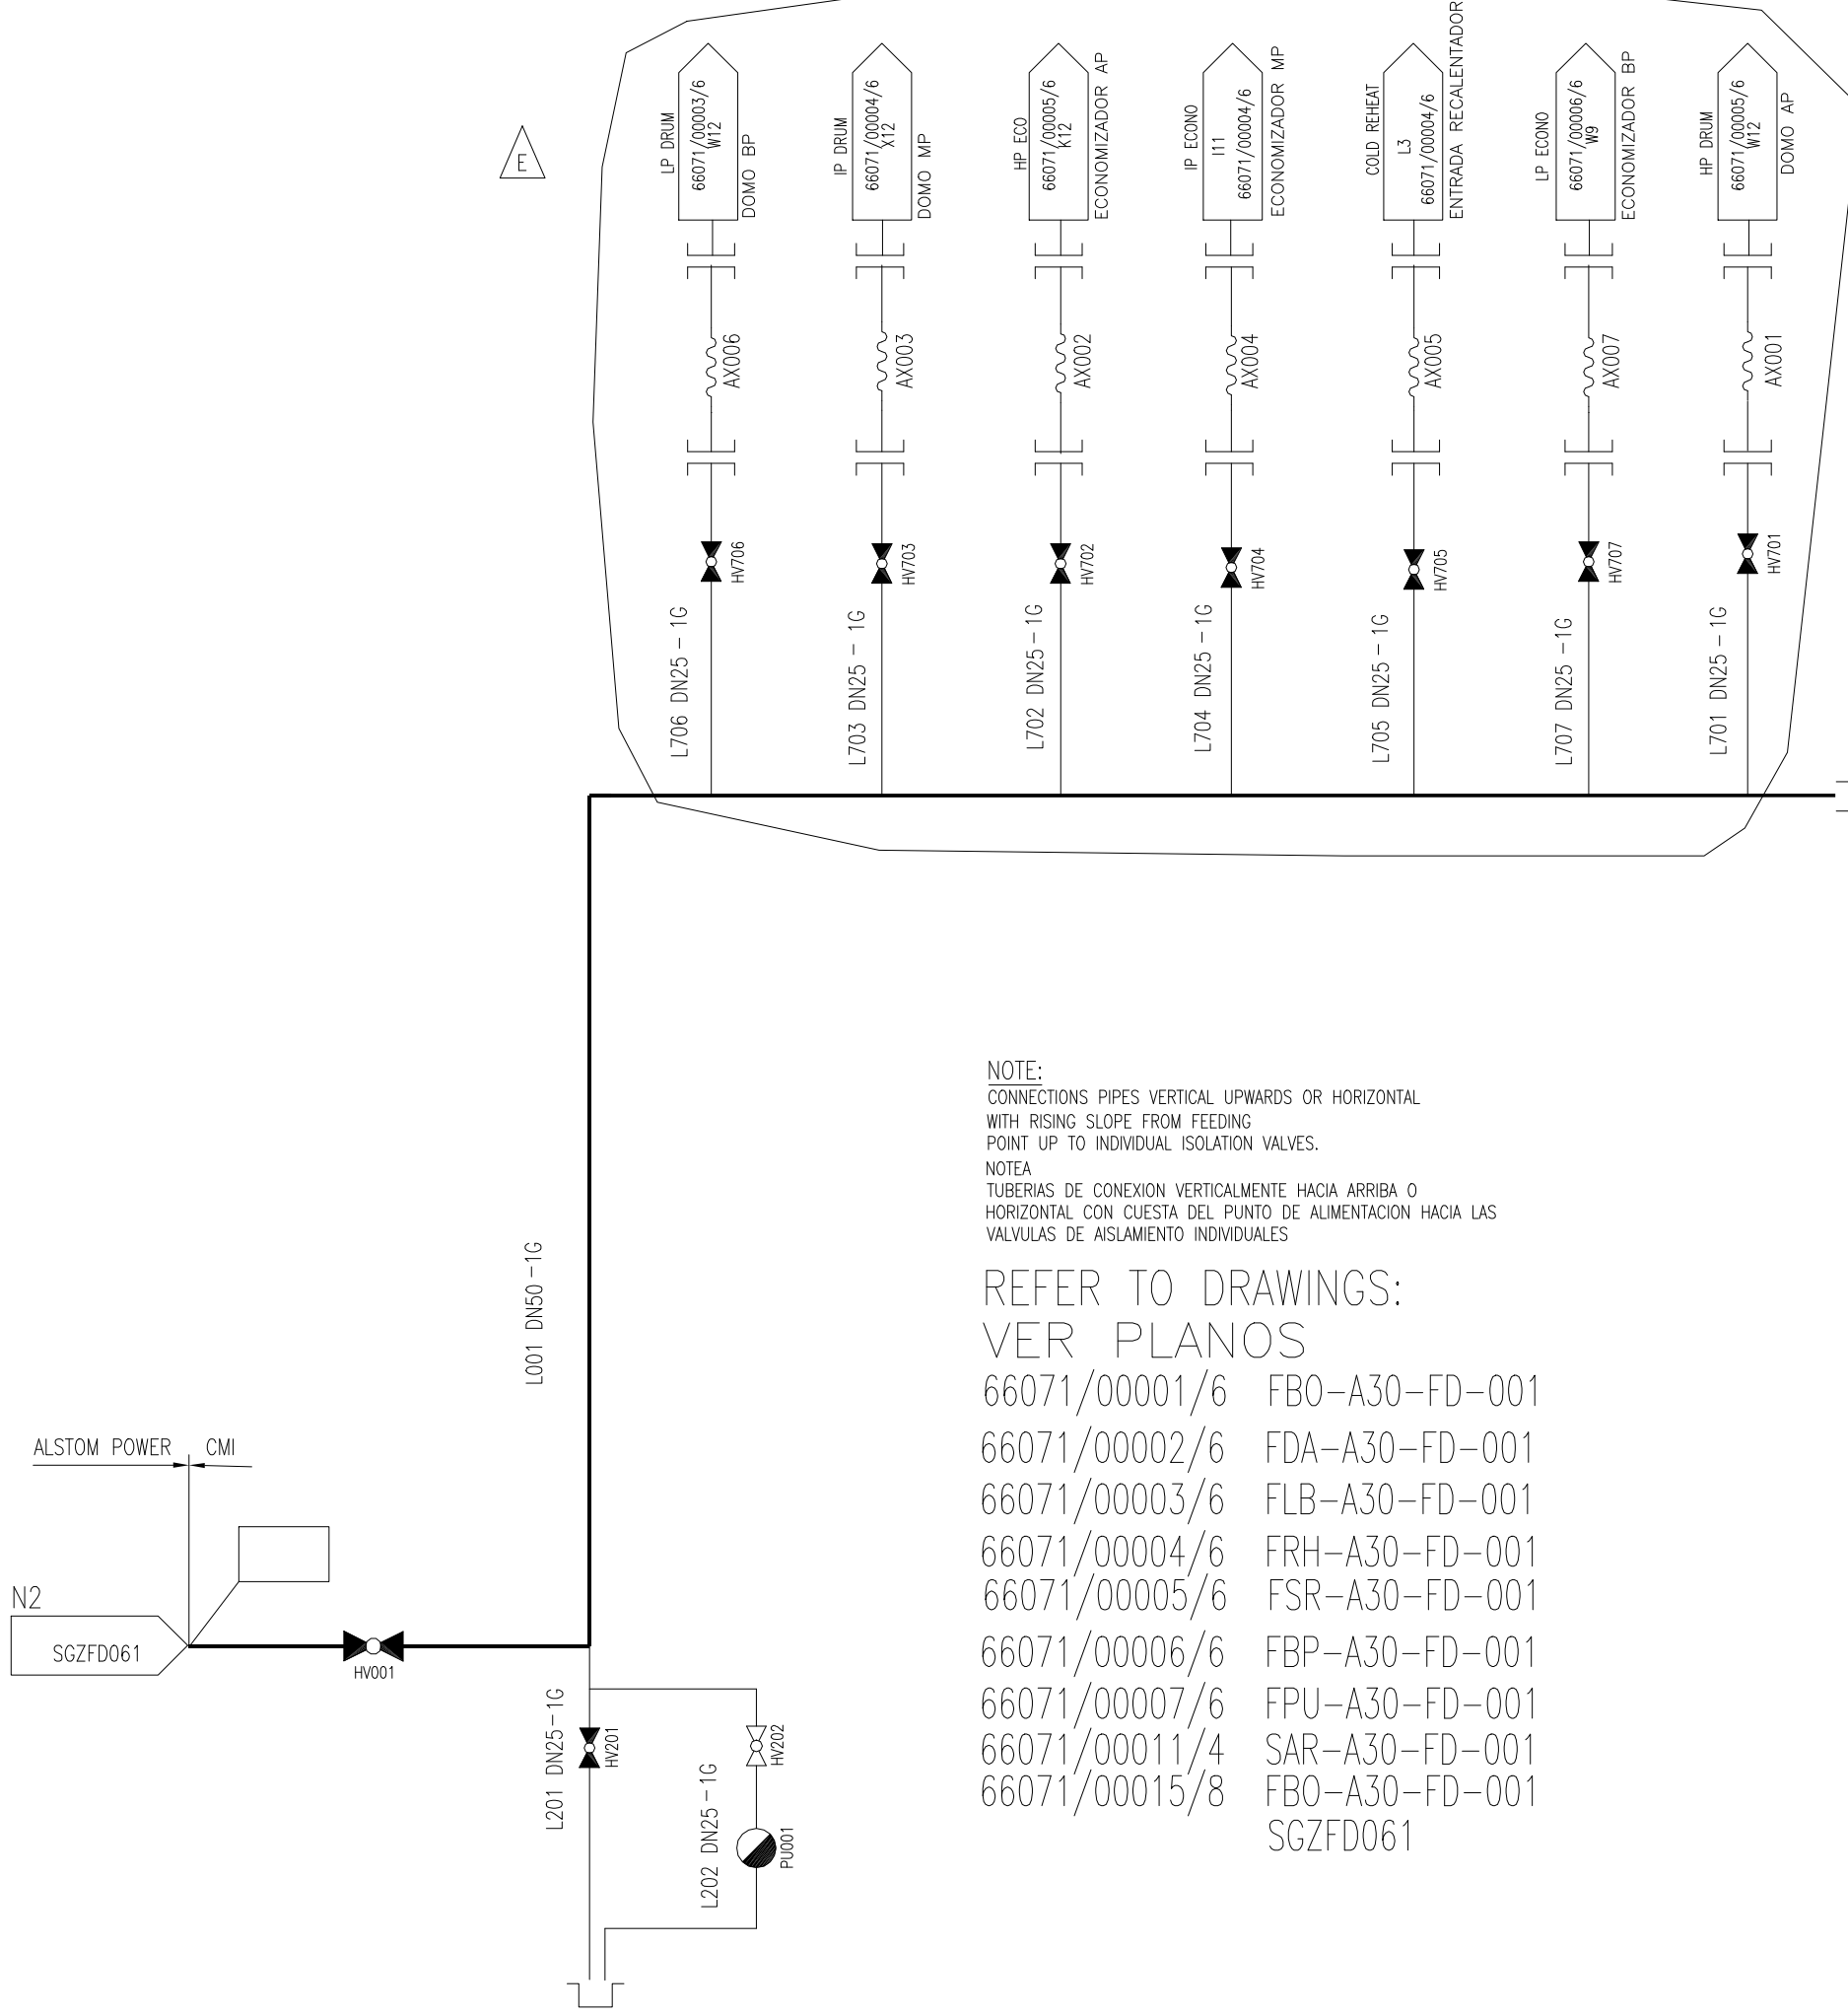 E
LP DRUM
66071/00003/6
W12
DOMO BP
IP DRUM
66071/00004/6
X12
DOMO MP
HP ECO
66071/00005/6
K12
ECONOMIZADOR AP
IP ECONO
I11
66071/00004/6
ECONOMIZADOR MP
COLD REHEAT
L3
66071/00004/6
ENTRADA RECALENTADOR
LP ECONO
66071/00006/6
W9
ECONOMIZADOR BP
HP DRUM
66071/00005/6
W12
DOMO AP
AX006
AX003
AX002
AX004
AX005
AX007
AX001
HV706
HV703
HV702
HV704
HV705
HV707
HV701
L706 DN25-1G
L703 DN25-1G
L702 DN25-1G
L704 DN25-1G
L705 DN25-1G
L707 DN25-1G
L701 DN25-1G
L001 DN50-1G
NOTE:
CONNECTIONS PIPES VERTICAL UPWARDS OR HORIZONTAL
WITH RISING SLOPE FROM FEEDING
POINT UP TO INDIVIDUAL ISOLATION VALVES.
NOTEA
TUBERIAS DE CONEXION VERTICALMENTE HACIA ARRIBA O
HORIZONTAL CON CUESTA DEL PUNTO DE ALIMENTACION HACIA LAS
VALVULAS DE AISLAMIENTO INDIVIDUALES
REFER TO DRAWINGS:
VER PLANOS
66071/00001/6 FBO-A30-FD-001
66071/00002/6 FDA-A30-FD-001
66071/00003/6 FLB-A30-FD-001
66071/00004/6 FRH-A30-FD-001
66071/00005/6 FSR-A30-FD-001
66071/00006/6 FBP-A30-FD-001
66071/00007/6 FPU-A30-FD-001
66071/00011/4 SAR-A30-FD-001
66071/00015/8 FBO-A30-FD-001
SGZFD061
ALSTOM POWER CMI
N2
SGZFD061
HV001
L201 DN25-1G
HV201
L202 DN25-1G
HV202
PU001